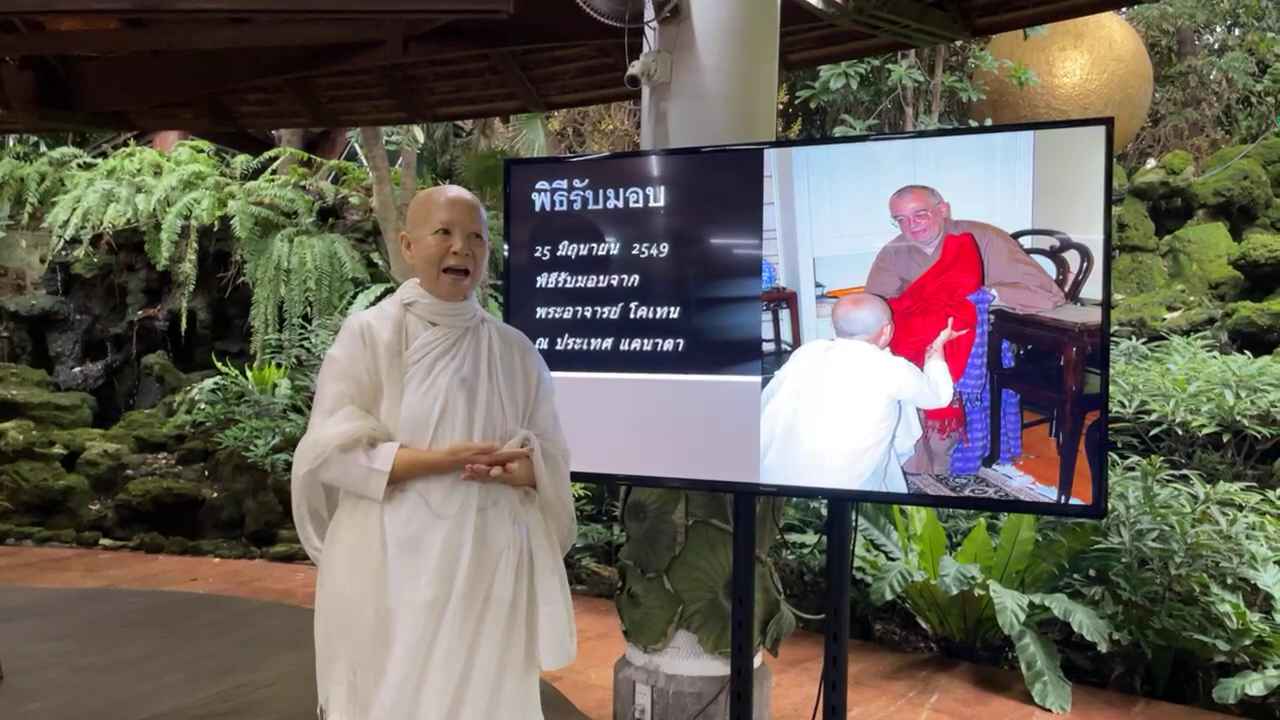 พิธีรับมอบ
25 มิถุนายน 2549
พิธีรับมอบจาก
พระอาจารย์ โคเทน
ณ ประเทศ แคนาดา